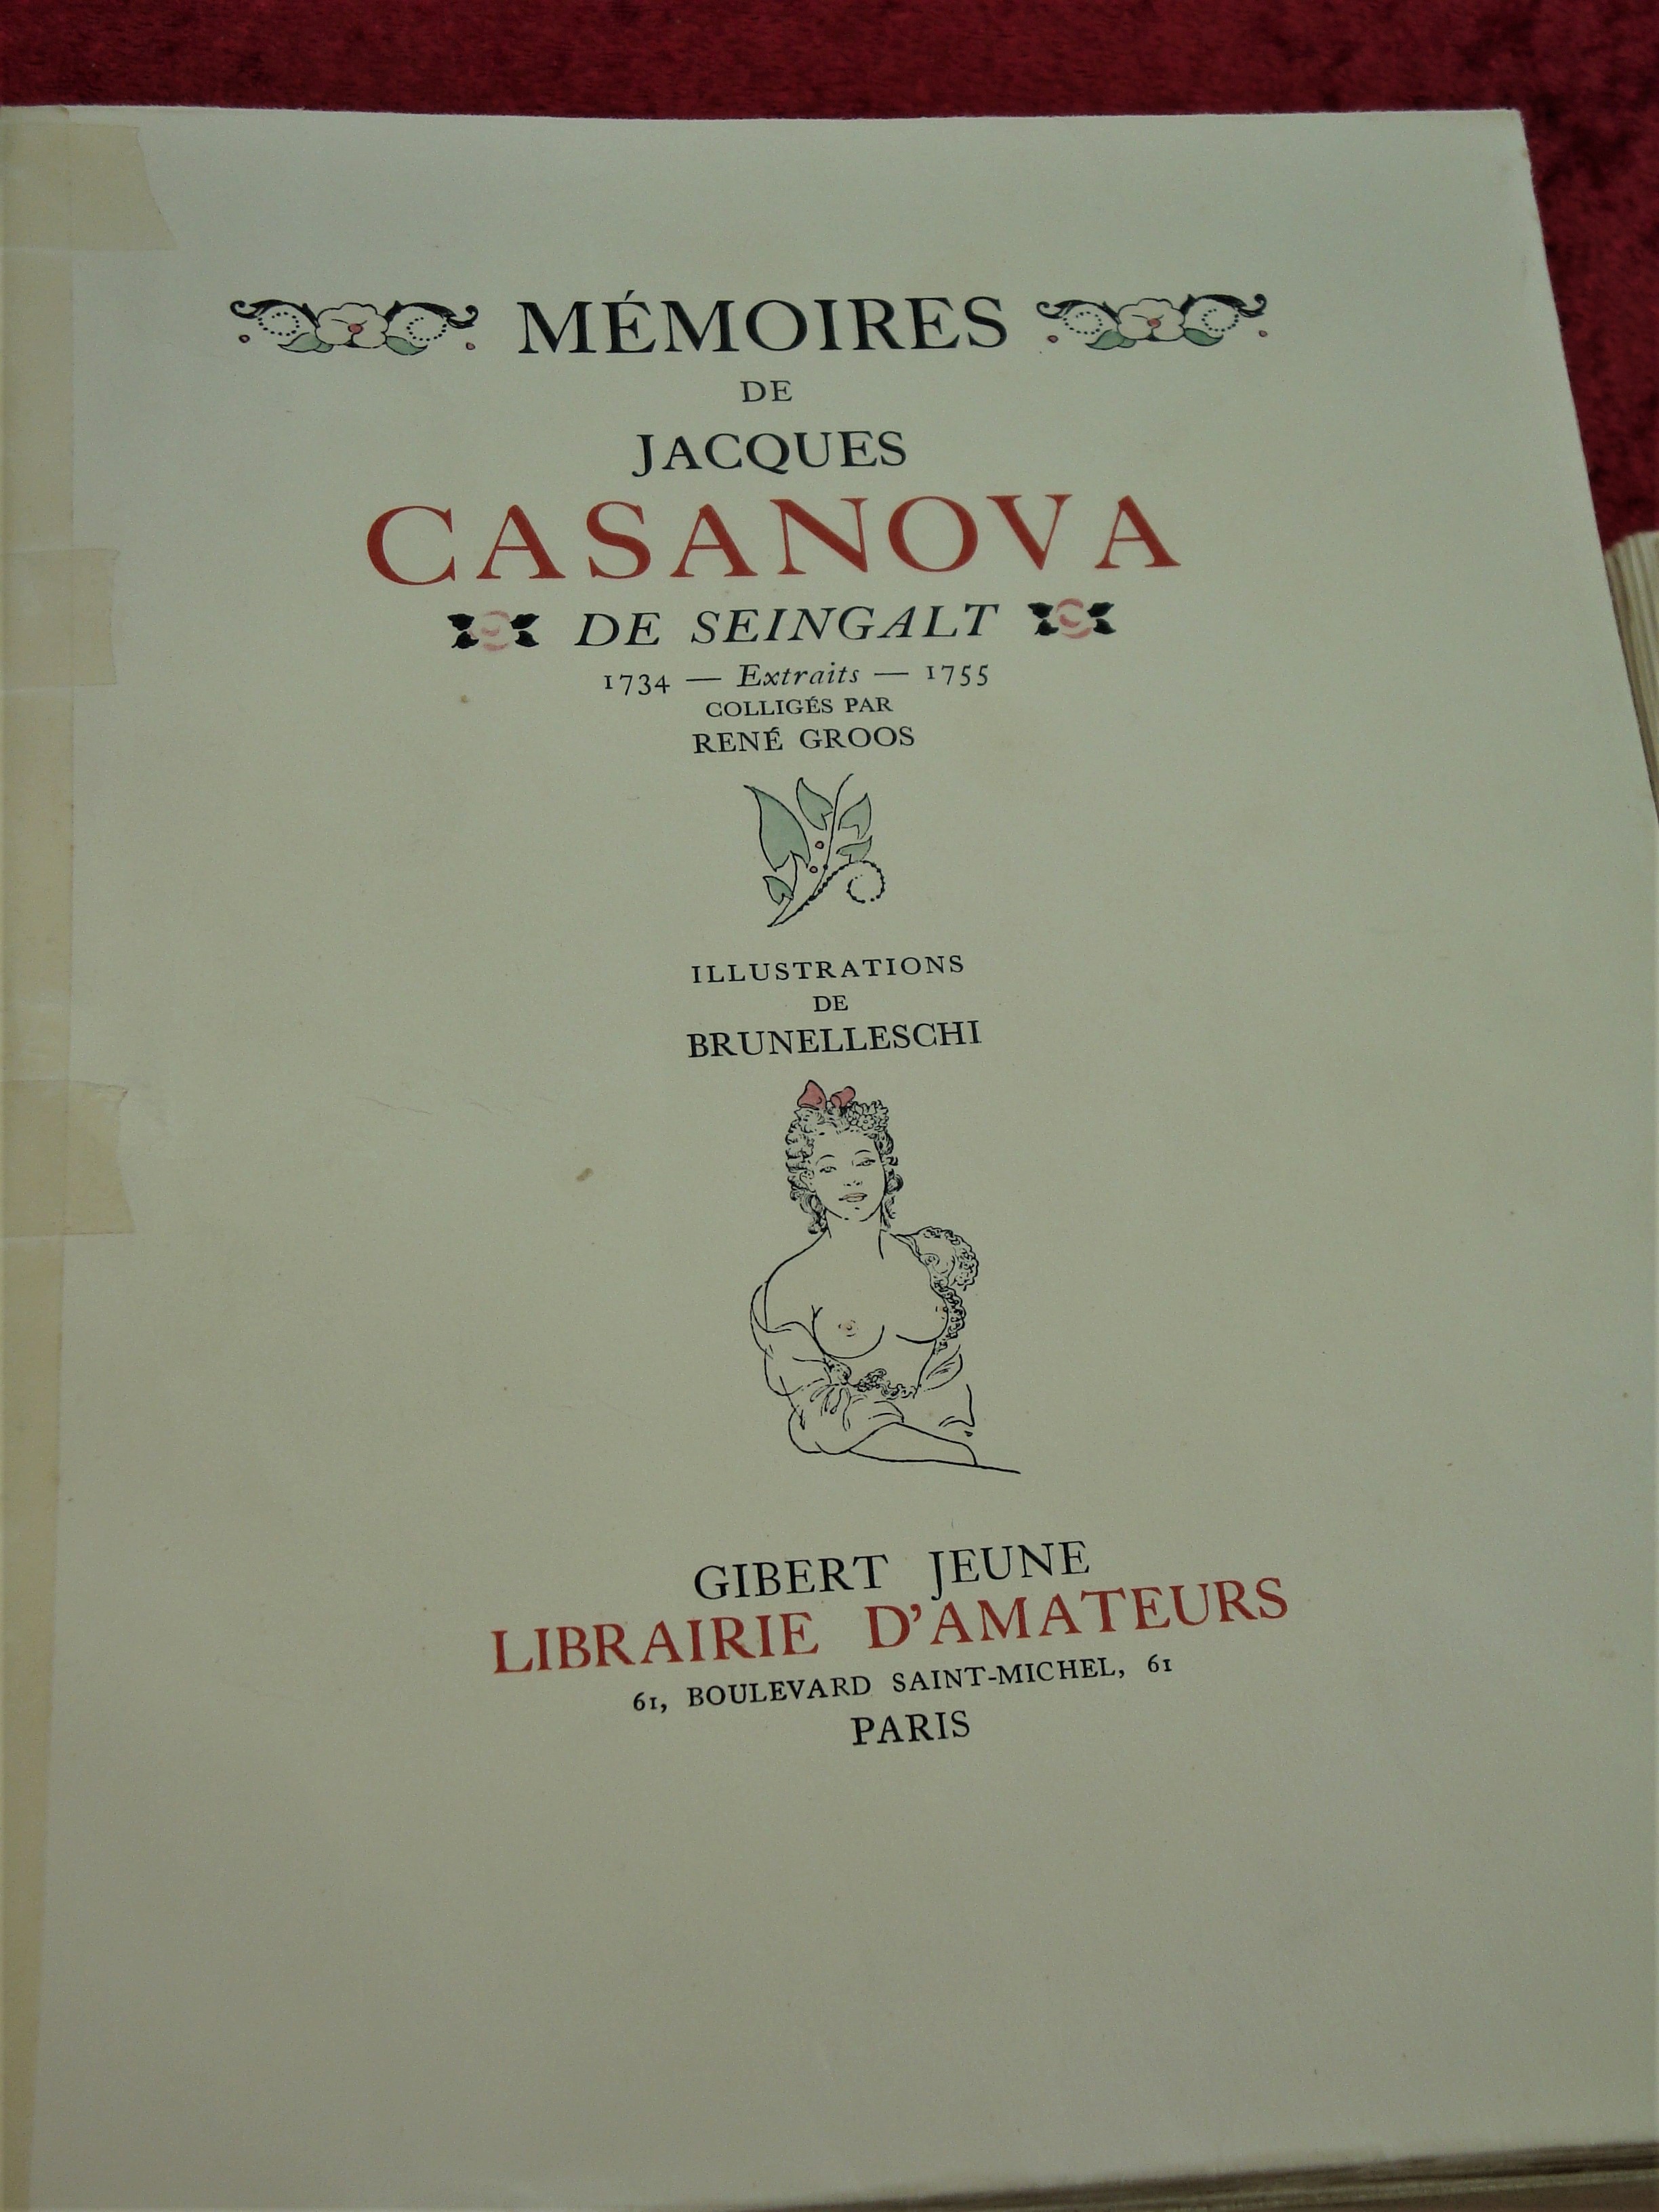 MÉMOIRES
DE
JACQUES
CASANOVA
DE SEINGALT
1734 — Extraits — 1755
COLLIGÉS PAR
RENÉ GROOS
ILLUSTRATIONS
DE
BRUNELLESCHI
GIBERT JEUNE
LIBRAIRIE D'AMATEURS
61, BOULEVARD SAINT-MICHEL, 61
PARIS